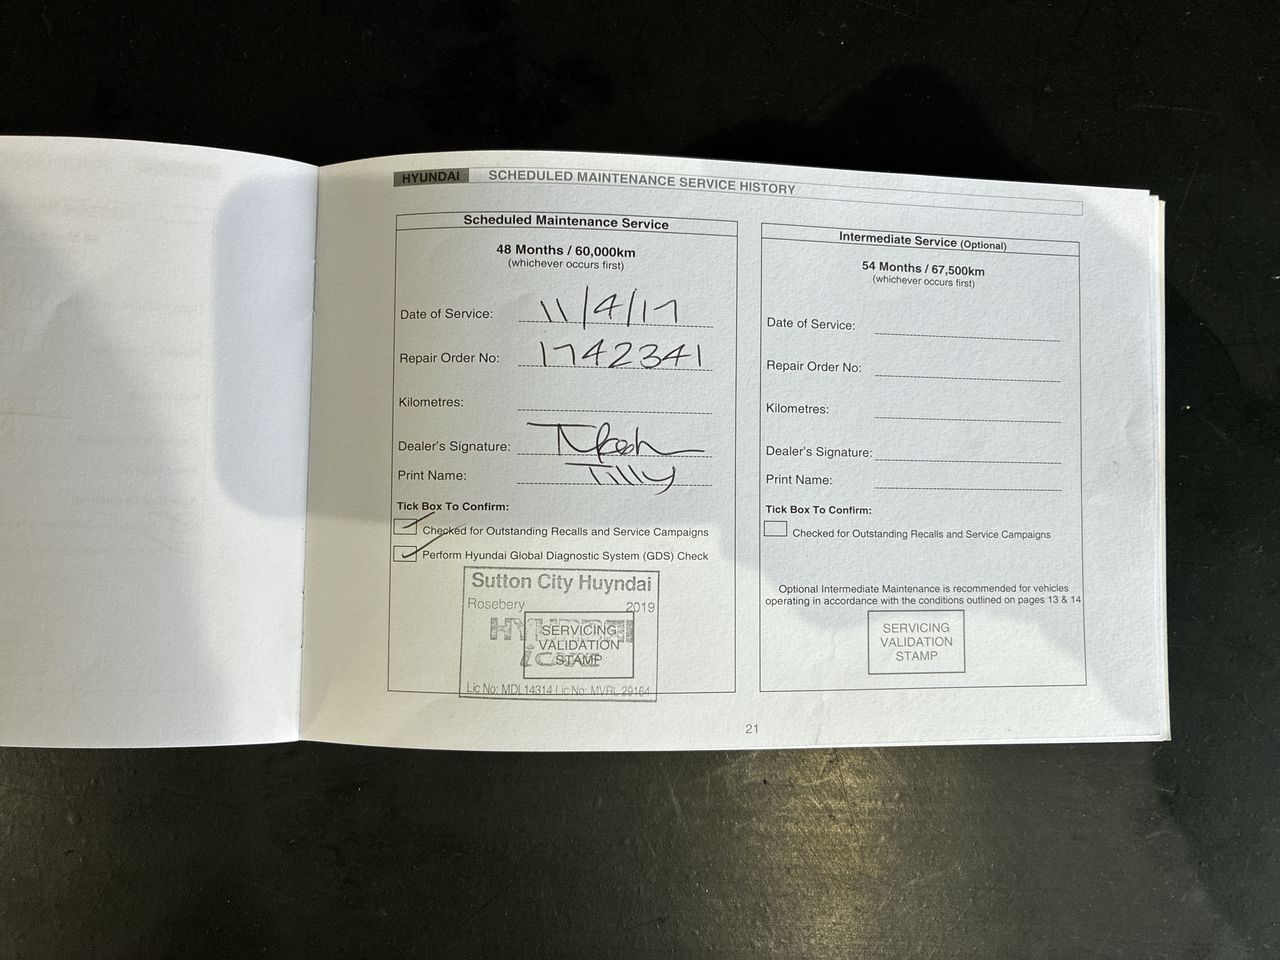 HYUNDAI SCHEDULED MAINTENANCE SERVICE HISTORY
Scheduled Maintenance Service
48 Months / 60,000km
(whichever occurs first)
Date of Service: 11/4/17
Repair Order No: 1742341
Kilometres:
Dealer's Signature:
Print Name: Tilly
Tick Box To Confirm:
Checked for Outstanding Recalls and Service Campaigns
Perform Hyundai Global Diagnostic System (GDS) Check
Sutton City Huyndai
Rosebery 2019
HYUNDAI
iCARE
SERVICING
VALIDATION
STAMP
Lic No: MDL14314 Lic No: MVRL 29164
Intermediate Service (Optional)
54 Months / 67,500km
(whichever occurs first)
Date of Service:
Repair Order No:
Kilometres:
Dealer's Signature:
Print Name:
Tick Box To Confirm:
Checked for Outstanding Recalls and Service Campaigns
Optional Intermediate Maintenance is recommended for vehicles
operating in accordance with the conditions outlined on pages 13 & 14
SERVICING
VALIDATION
STAMP
21